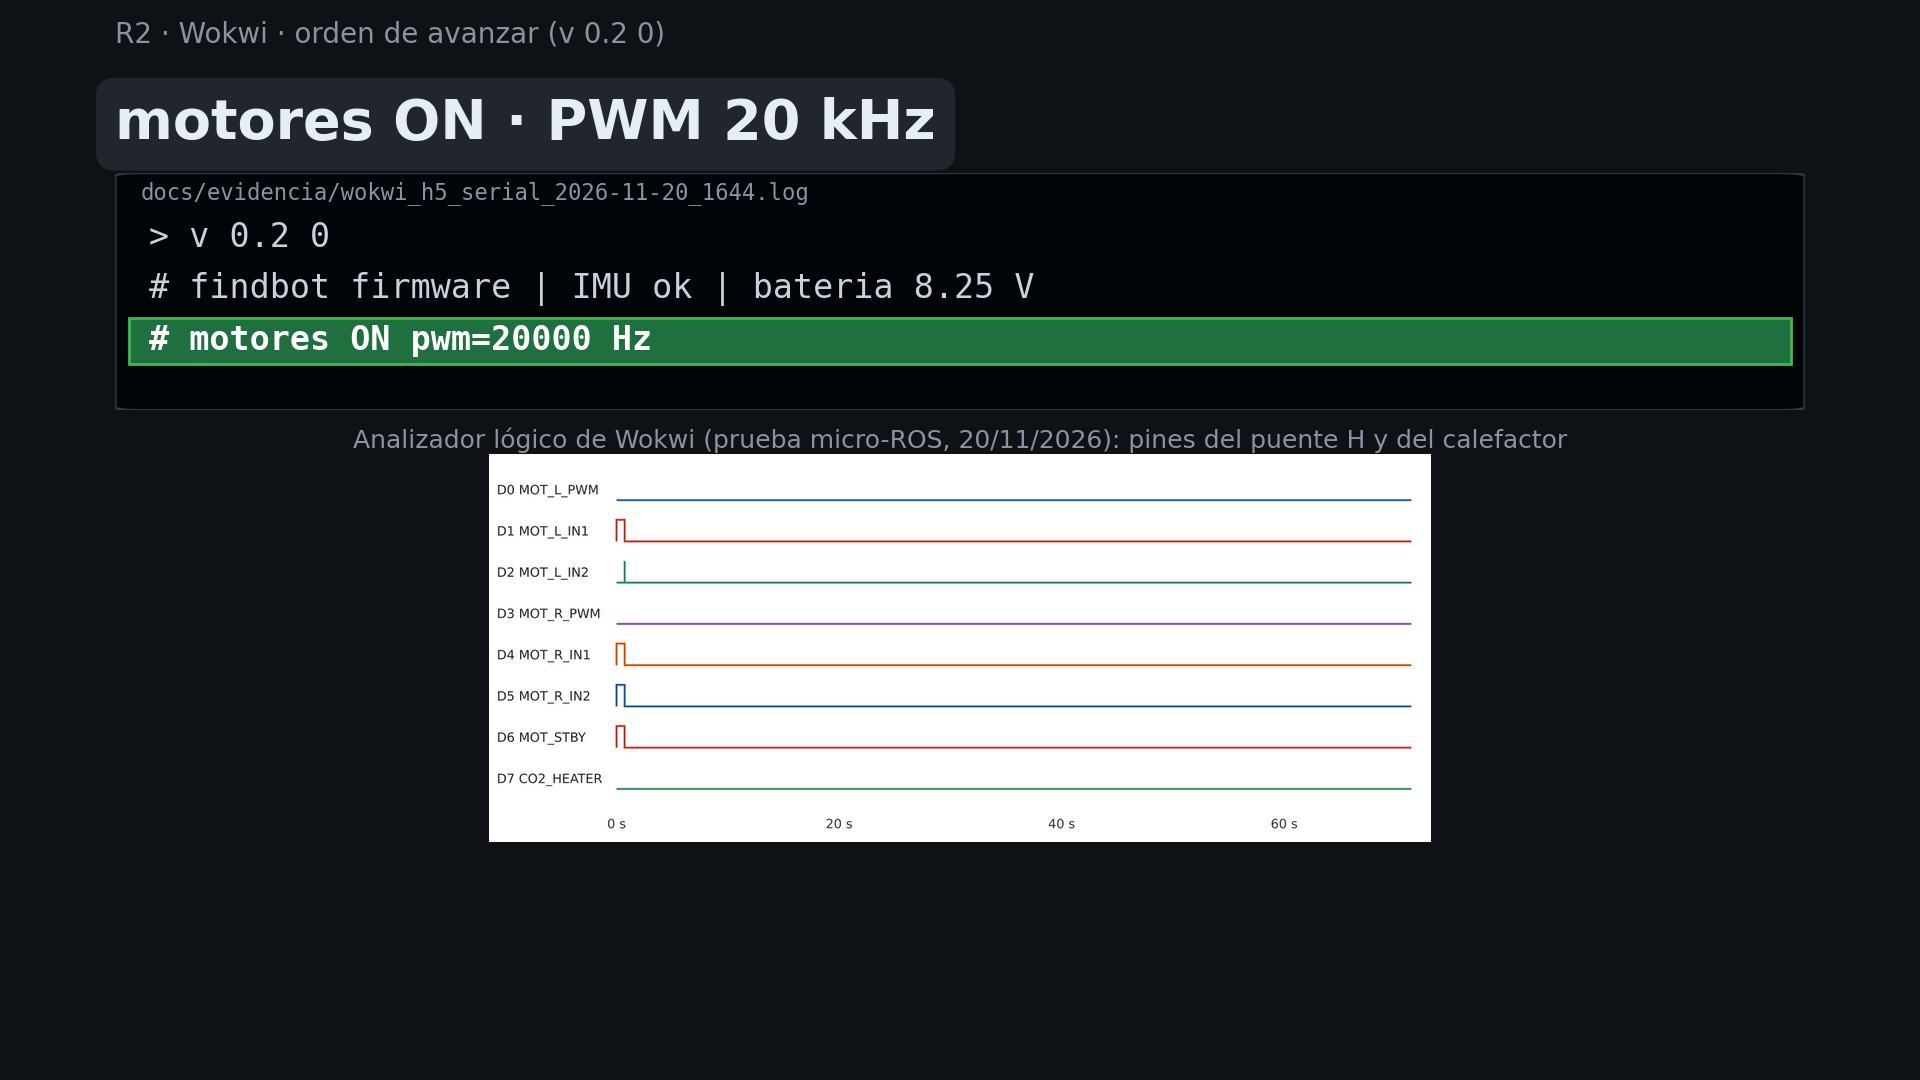 R2 · Wokwi · orden de avanzar (v 0.2 0)
motores ON · PWM 20 kHz
docs/evidencia/wokwi_h5_serial_2026-11-20_1644.log
> v 0.2 0
# findbot firmware | IMU ok | bateria 8.25 V
# motores ON pwm=20000 Hz
Analizador lógico de Wokwi (prueba micro-ROS, 20/11/2026): pines del puente H y del calefactor
D0 MOT_L_PWM
D1 MOT_L_IN1
D2 MOT_L_IN2
D3 MOT_R_PWM
D4 MOT_R_IN1
D5 MOT_R_IN2
D6 MOT_STBY
D7 CO2_HEATER
0 s 20 s 40 s 60 s